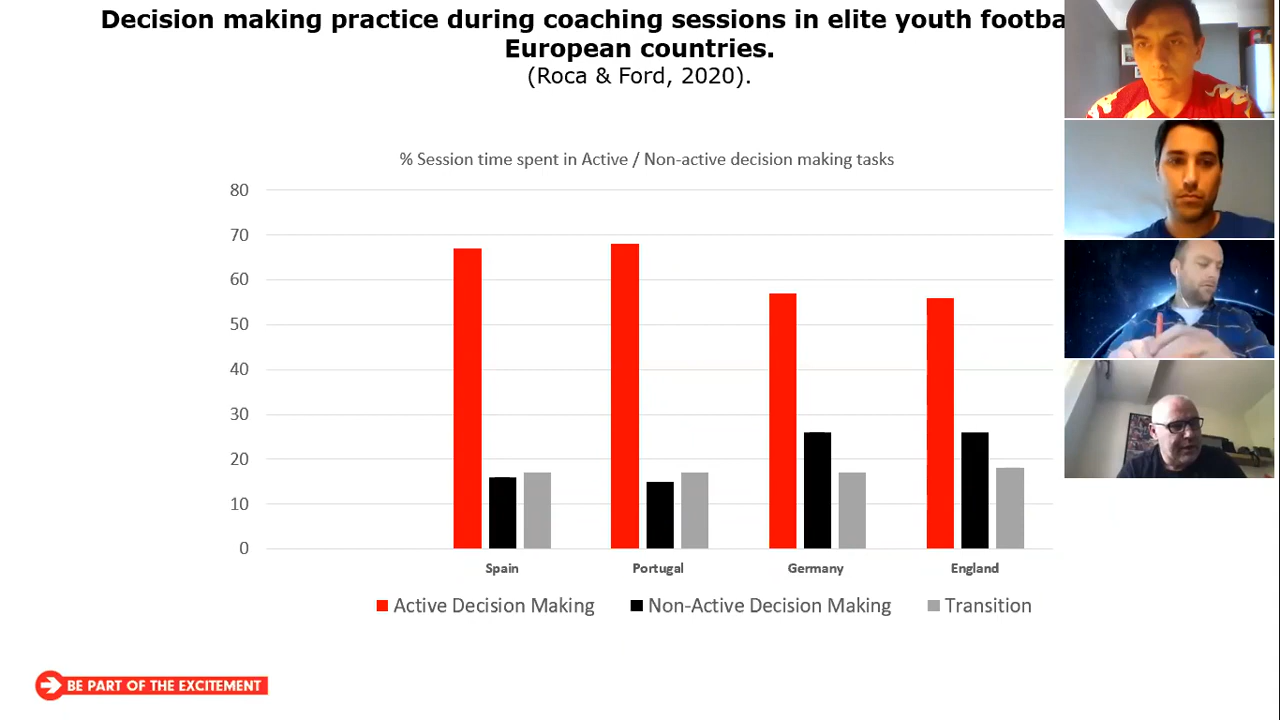 Decision making practice during coaching sessions in elite youth
European countries.
(Roca & Ford, 2020).
% Session time spent in Active / Non-active decision making tasks
80
70
60
50
40
30
20
10
0
Spain Portugal Germany England
Active Decision Making Non-Active Decision Making Transition
BE PART OF THE EXCITEMENT